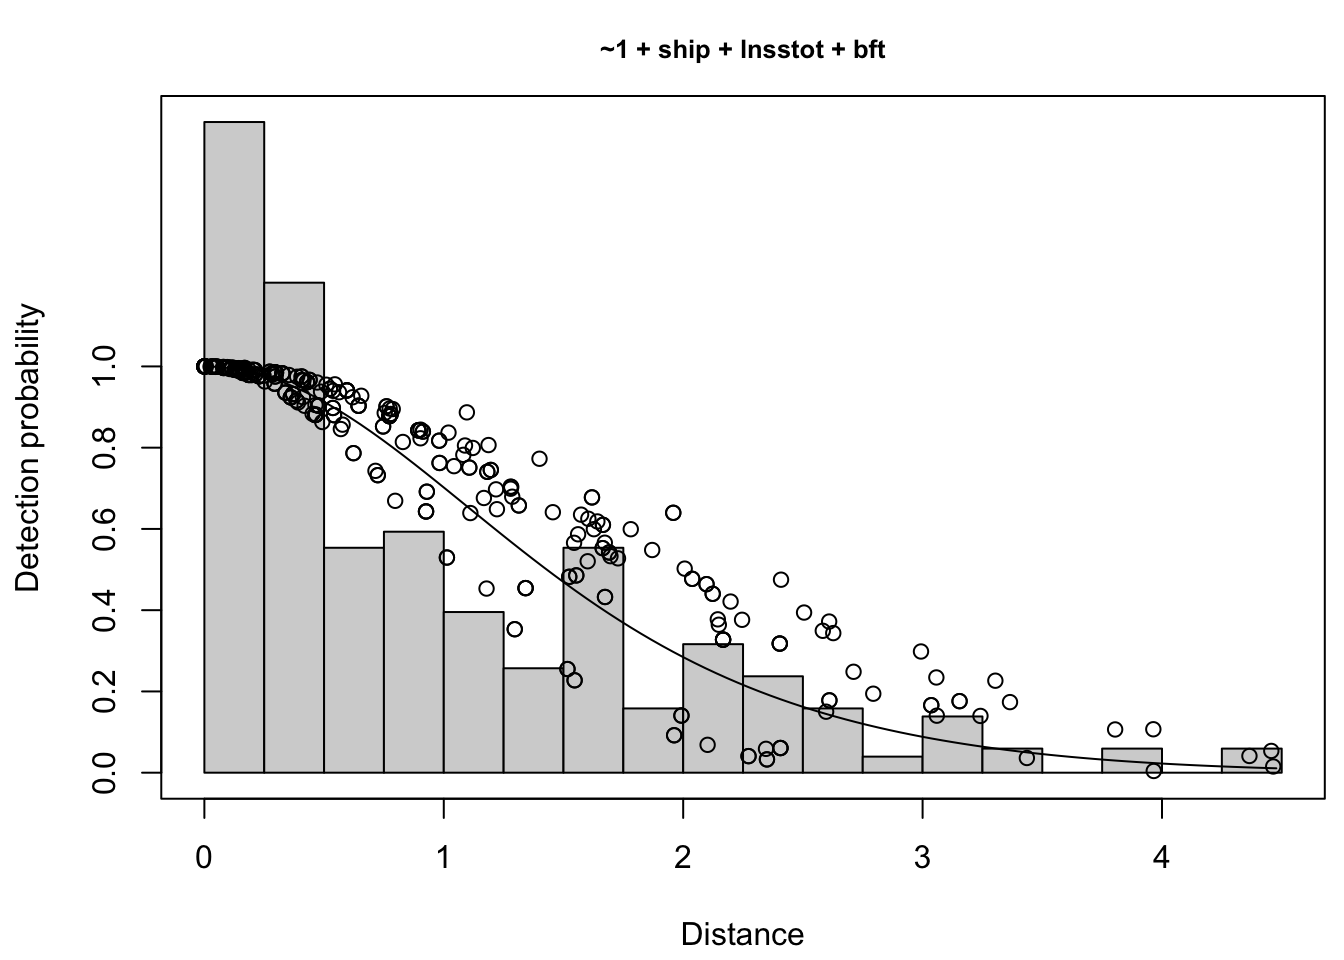 ~1 + ship + lnsstot + bft
Detection probability
1.0
0.8
0.6
0.4
0.2
0.0
0 1 2 3 4
Distance